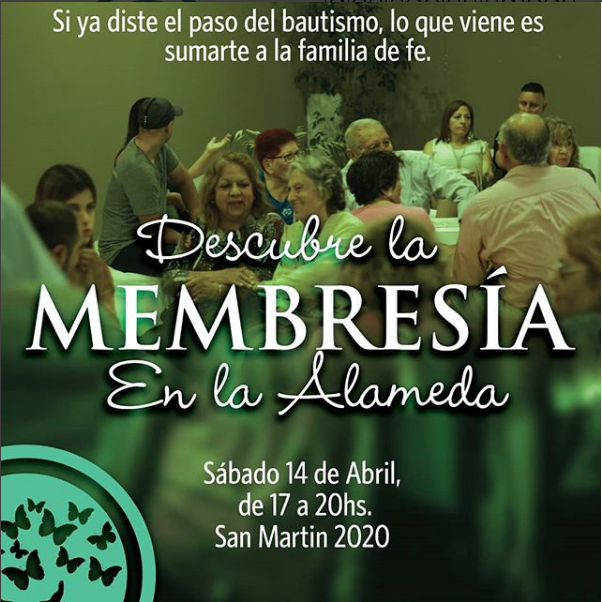 Si ya diste el paso del bautismo, lo que viene es
sumarte a la familia de fe.
Descubre la
MEMBRESÍA
En la Alameda
Sábado 14 de Abril,
de 17 a 20hs.
San Martin 2020